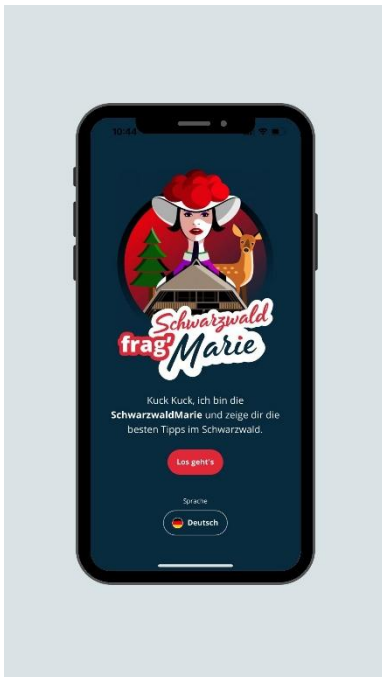 10:44
Schwarzwald
frag' Marie
Kuck Kuck, ich bin die
SchwarzwaldMarie und zeige dir die
besten Tipps im Schwarzwald.
Los geht's
Sprache
Deutsch